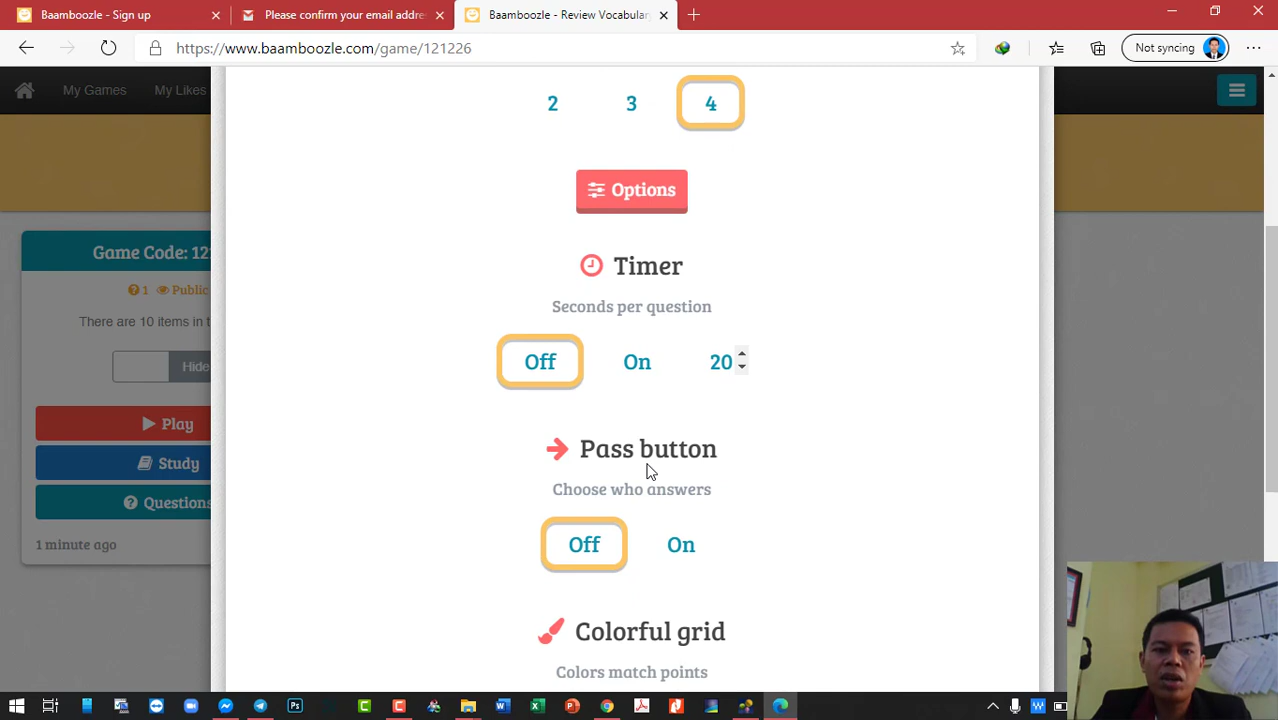 Baamboozle - Sign up
Please confirm your email addre
Baamboozle - Review Vocabular
https://www.baamboozle.com/game/121226
Not syncing
My Games
My Likes
2
3
4
Options
Game Code: 12
1
Public
There are 10 items in t
Hide
Play
Study
Questions
1 minute ago
Timer
Seconds per question
Off
On
20
Pass button
Choose who answers
Off
On
Colorful grid
Colors match points